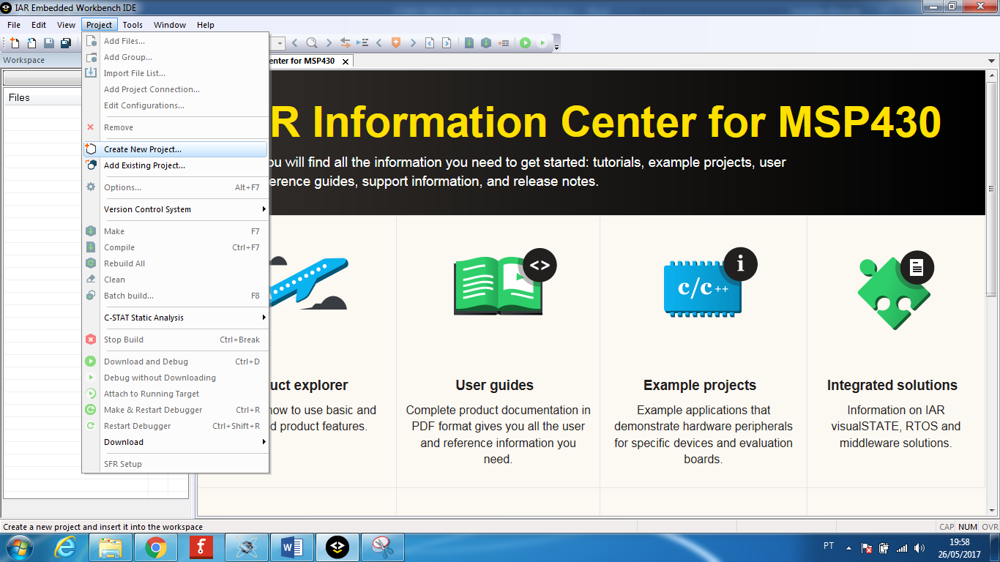 IAR Embedded Workbench IDE
File Edit View Project Tools Window Help
Workspace
enter for MSP430
Files
Add Files...
Add Group...
Import File List...
Add Project Connection...
Edit Configurations...
Remove
Create New Project...
Add Existing Project...
Options... Alt+F7
Version Control System
Make F7
Compile Ctrl+F7
Rebuild All
Clean
Batch build... F8
C-STAT Static Analysis
Stop Build Ctrl+Break
Download and Debug Ctrl+D
Debug without Downloading
Attach to Running Target
Make & Restart Debugger Ctrl+R
Restart Debugger Ctrl+Shift+R
Download
SFR Setup
R Information Center for MSP430
ou will find all the information you need to get started: tutorials, example projects, user
erence guides, support information, and release notes.
uct explorer
how to use basic and
d product features.
<>
User guides
Complete product documentation in
PDF format gives you all the user
and reference information you
need.
i
c/c++
Example projects
Example applications that
demonstrate hardware peripherals
for specific devices and evaluation
boards.
Integrated solutions
Information on IAR
visualSTATE, RTOS and
middleware solutions.
Create a new project and insert it into the workspace
CAP NUM OVR
PT
19:58
26/05/2017